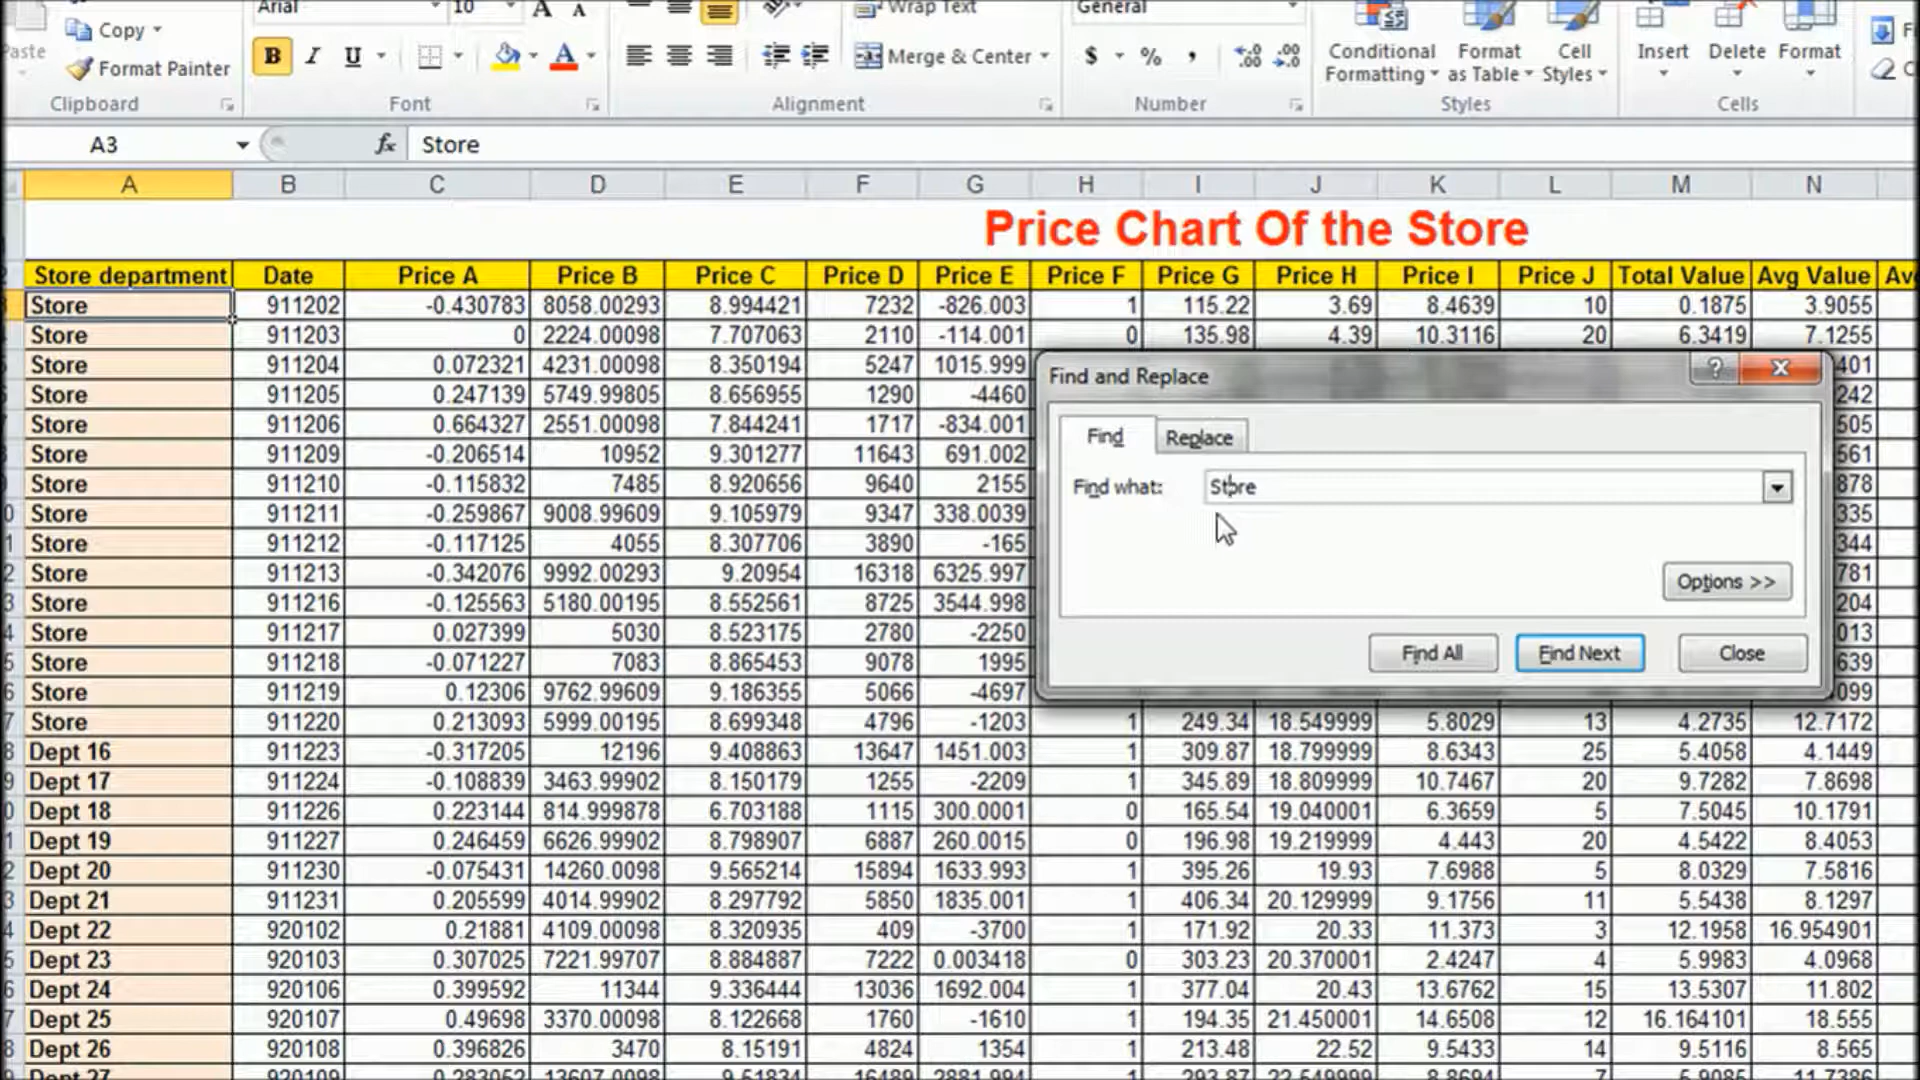 Arial 10 Wrap Text General
Copy
Paste
Format Painter B I U Merge & Center $ % , Conditional Formatting Format as Table Cell Styles Insert Delete Format
Clipboard Font Alignment Number Styles Cells
A3 fx Store
A B C D E F G H I J K L M N
Price Chart Of the Store
Store department Date Price A Price B Price C Price D Price E Price F Price G Price H Price I Price J Total Value Avg Value
Store 911202 -0.430783 8058.00293 8.994421 7232 -826.003 1 115.22 3.69 8.4639 10 0.1875 3.9055
Store 911203 0 2224.00098 7.707063 2110 -114.001 0 135.98 4.39 10.3116 20 6.3419 7.1255
Store 911204 0.072321 4231.00098 8.350194 5247 1015.999 401
Store 911205 0.247139 5749.99805 8.656955 1290 -4460 242
Store 911206 0.664327 2551.00098 7.844241 1717 -834.001 505
Store 911209 -0.206514 10952 9.301277 11643 691.002 561
Store 911210 -0.115832 7485 8.920656 9640 2155 878
Store 911211 -0.259867 9008.99609 9.105979 9347 338.0039 335
Store 911212 -0.117125 4055 8.307706 3890 -165 344
Store 911213 -0.342076 9992.00293 9.20954 16318 6325.997 781
Store 911216 -0.125563 5180.00195 8.552561 8725 3544.998 204
Store 911217 0.027399 5030 8.523175 2780 -2250 013
Store 911218 -0.071227 7083 8.865453 9078 1995 639
Store 911219 0.12306 9762.99609 9.186355 5066 -4697 099
Store 911220 0.213093 5999.00195 8.699348 4796 -1203 1 249.34 18.549999 5.8029 13 4.2735 12.7172
Dept 16 911223 -0.317205 12196 9.408863 13647 1451.003 1 309.87 18.799999 8.6343 25 5.4058 4.1449
Dept 17 911224 -0.108839 3463.99902 8.150179 1255 -2209 1 345.89 18.809999 10.7467 20 9.7282 7.8698
Dept 18 911226 0.223144 814.999878 6.703188 1115 300.0001 0 165.54 19.040001 6.3659 5 7.5045 10.1791
Dept 19 911227 0.246459 6626.99902 8.798907 6887 260.0015 0 196.98 19.219999 4.443 20 4.5422 8.4053
Dept 20 911230 -0.075431 14260.0098 9.565214 15894 1633.993 1 395.26 19.93 7.6988 5 8.0329 7.5816
Dept 21 911231 0.205599 4014.99902 8.297792 5850 1835.001 1 406.34 20.129999 9.1756 11 5.5438 8.1297
Dept 22 920102 0.21881 4109.00098 8.320935 409 -3700 1 171.92 20.33 11.373 3 12.1958 16.954901
Dept 23 920103 0.307025 7221.99707 8.884887 7222 0.003418 0 303.23 20.370001 2.4247 4 5.9983 4.0968
Dept 24 920106 0.399592 11344 9.336444 13036 1692.004 1 377.04 20.43 13.6762 15 13.5307 11.802
Dept 25 920107 0.49698 3370.00098 8.122668 1760 -1610 1 194.35 21.450001 14.6508 12 16.164101 18.555
Dept 26 920108 0.396826 3470 8.15191 4824 1354 1 213.48 22.52 9.5433 14 9.5116 8.565
Dept 27 920109
Find and Replace
Find Replace
Find what: Store
Options >>
Find All Find Next Close